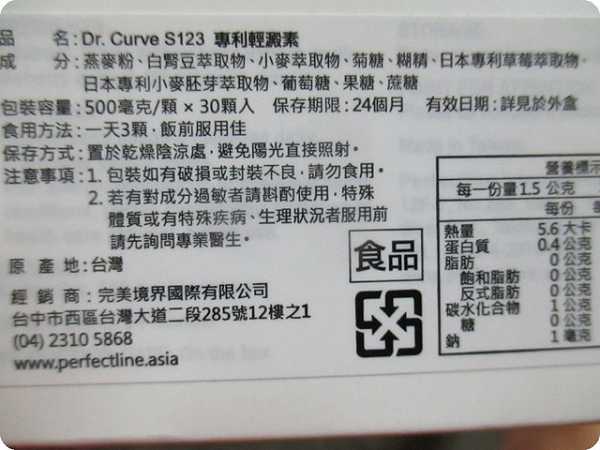 品 名:Dr. Curve S123 專利輕澱素
成 分:燕麥粉、白腎豆萃取物、小麥萃取物、菊糖、糊精、日本專利草莓萃取物、
日本專利小麥胚芽萃取物、葡萄糖、果糖、蔗糖
包裝容量:500毫克/顆×30顆入 保存期限:24個月 有效日期:詳見於外盒
食用方法:一天3顆,飯前服用佳
保存方式:置於乾燥陰涼處,避免陽光直接照射。
注意事項:1. 包裝如有破損或封裝不良,請勿食用。
2. 若有對成分過敏者請斟酌使用,特殊
體質或有特殊疾病、生理狀況者服用前
請先詢問專業醫生。
原 產 地:台灣
經 銷 商:完美境界國際有限公司
台中市西區台灣大道二段285號12樓之1
(04) 2310 5868
www.perfectline.asia
食品
營養標示
每一份量1.5 公克
每份
熱量 5.6 大卡
蛋白質 0.4 公克
脂肪 0 公克
飽和脂肪 0 公克
反式脂肪 0 公克
碳水化合物 1 公克
糖 0 公克
鈉 1 毫克